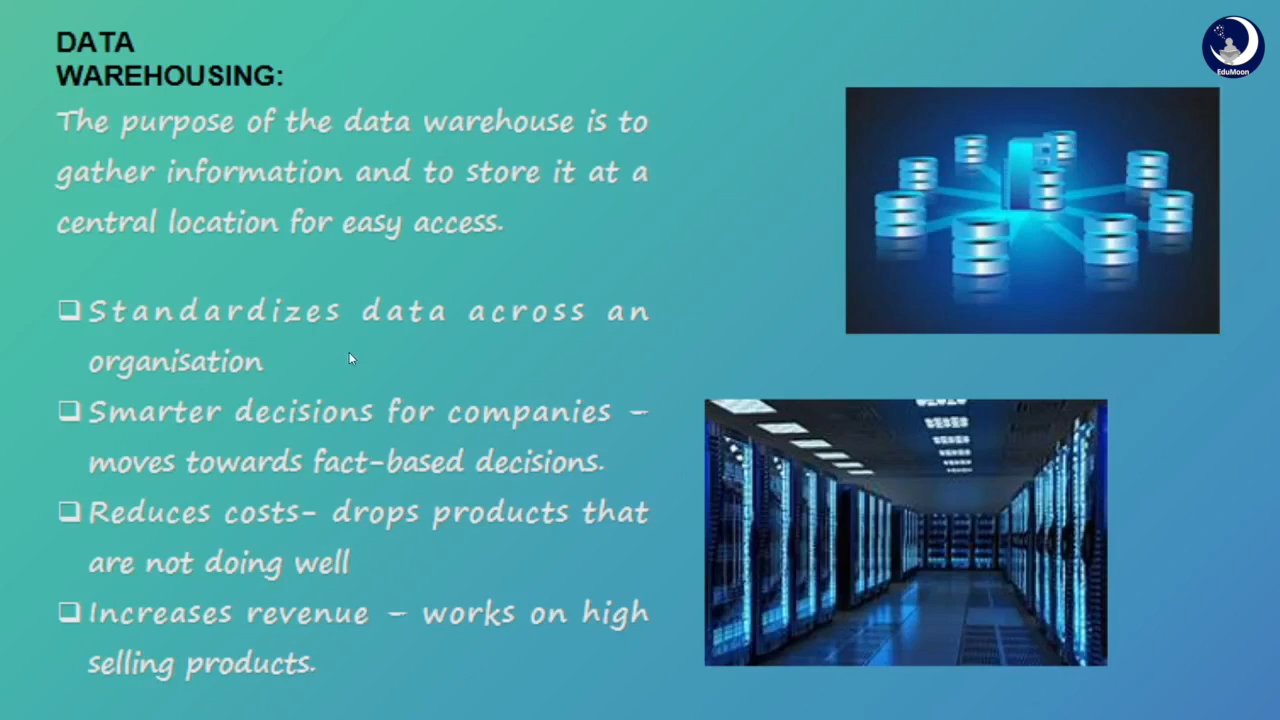 DATA
WAREHOUSING:
The purpose of the data warehouse is to
gather information and to store it at a
central location for easy access.
Standardizes data across an
organisation
Smarter decisions for companies –
moves towards fact-based decisions.
Reduces costs- drops products that
are not doing well
Increases revenue – works on high
selling products.
EduMoon